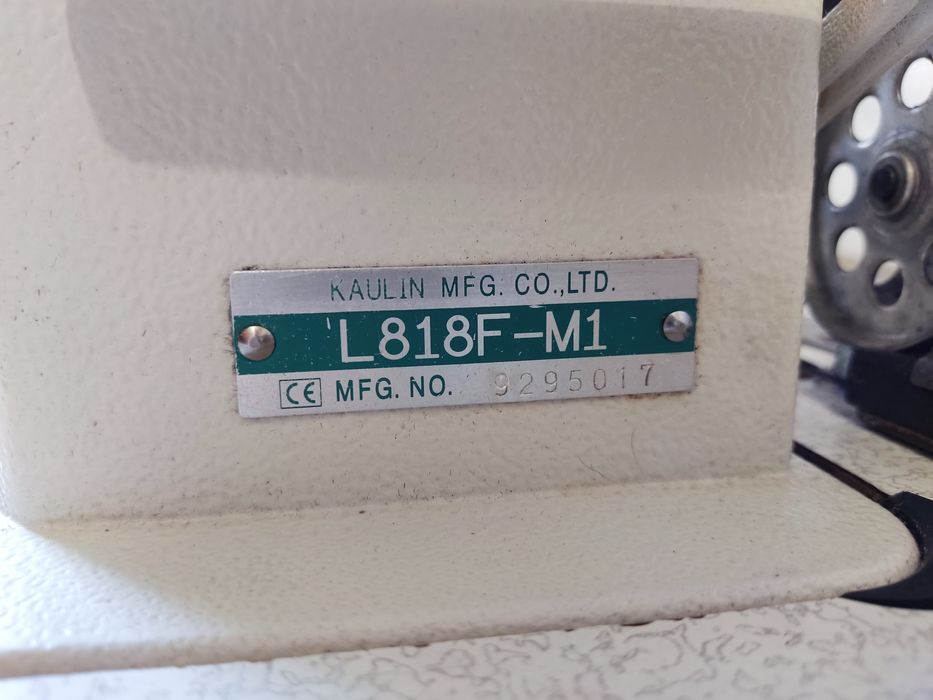 KAULIN MFG. CO.,LTD.
L818F-M1
CE MFG. NO. 9295017